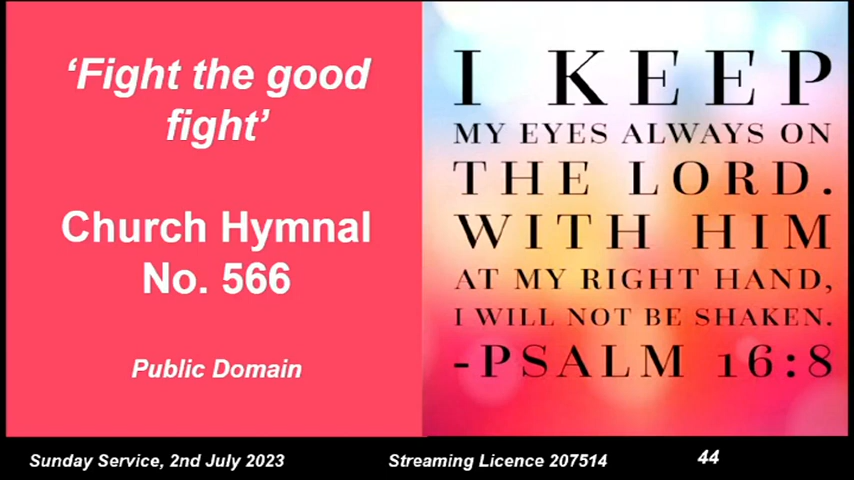 ‘Fight the good
fight’
Church Hymnal
No. 566
Public Domain
I KEEP
MY EYES ALWAYS ON
THE LORD.
WITH HIM
AT MY RIGHT HAND,
I WILL NOT BE SHAKEN.
-PSALM 16:8
Sunday Service, 2nd July 2023
Streaming Licence 207514
44